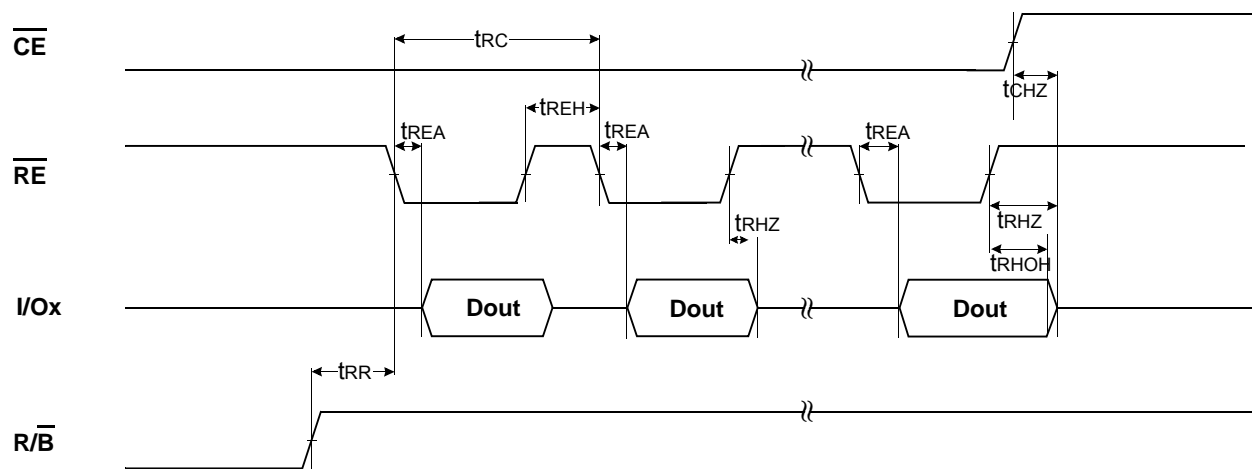 CE
tRC
tCHZ
tREH
tREA
tREA
tREA
RE
tRHZ
tRHZ
tRHOH
I/Ox
Dout
Dout
Dout
tRR
R/B